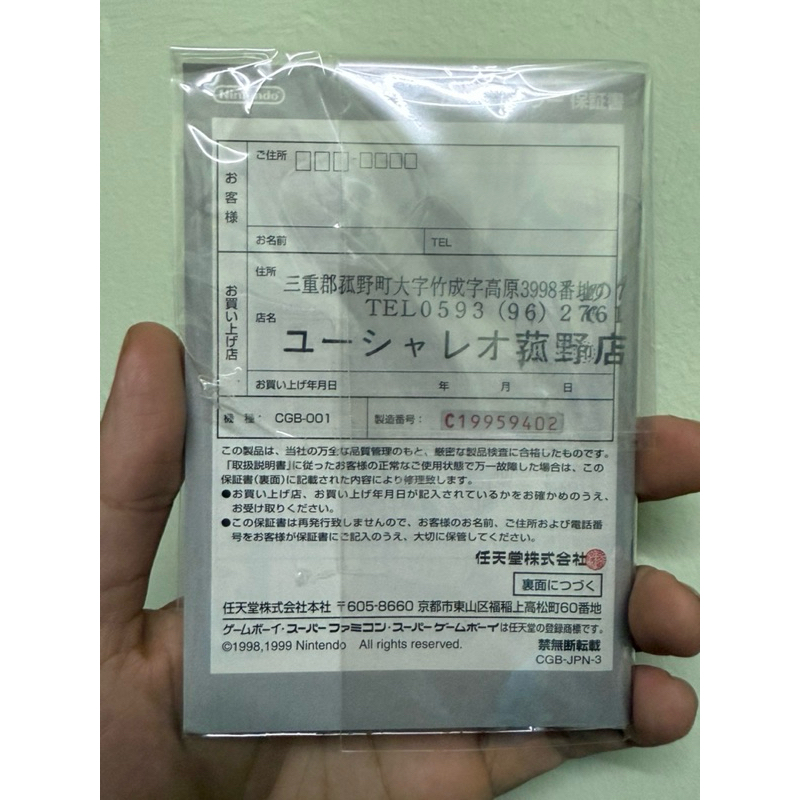 Nintendo
保証書
お客様
ご住所
お名前
TEL
お買い上げ店
住所
三重郡菰野町大字竹成字高原3998番地の7
TEL0593(96)2761
店名
ユーシャレオ菰野店
お買い上げ年月日 年 月 日
機種: CGB-001
製造番号: C19959402
この製品は、当社の万全な品質管理のもと、厳密な製品検査に合格したものです。
「取扱説明書」に従ったお客様の正常なご使用状態で万一故障した場合は、この
保証書(裏面)に記載された内容により修理致します。
●お買い上げ店、お買い上げ年月日が記入されているかをお確かめのうえ、
お受け取りください。
●この保証書は再発行致しませんので、お客様のお名前、ご住所および電話番
号をお客様が保証書にご記入のうえ、大切に保管してください。
任天堂株式会社
裏面につづく
任天堂株式会社本社 〒605-8660 京都市東山区福稲上高松町60番地
ゲームボーイ・スーパーファミコン・スーパーゲームボーイは任天堂の登録商標です。
©1998,1999 Nintendo All rights reserved.
禁無断転載
CGB-JPN-3